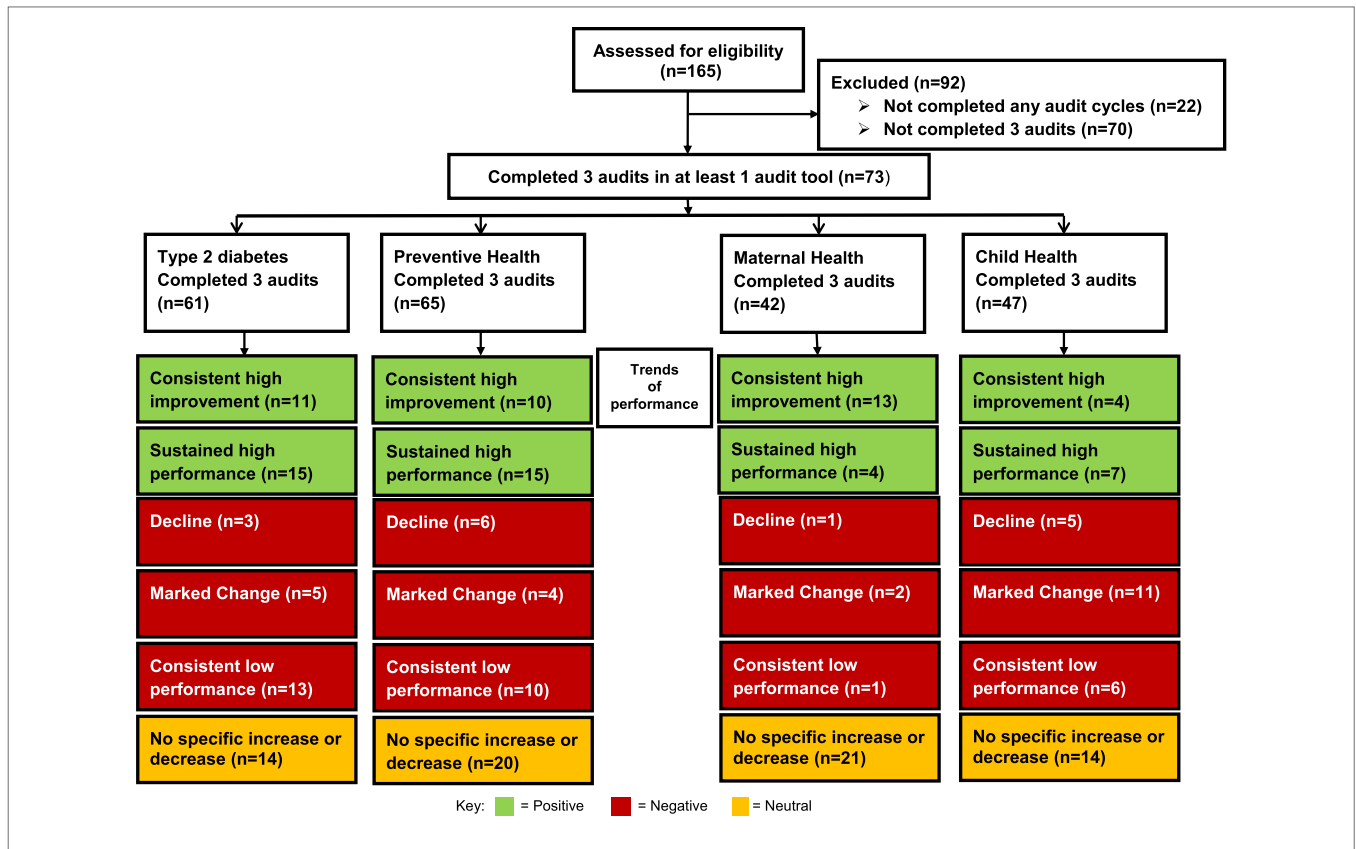 Assessed for eligibility
(n=165)
Excluded (n=92)
➢ Not completed any audit cycles (n=22)
➢ Not completed 3 audits (n=70)
Completed 3 audits in at least 1 audit tool (n=73)
Type 2 diabetes
Completed 3 audits
(n=61)
Preventive Health
Completed 3 audits
(n=65)
Maternal Health
Completed 3 audits
(n=42)
Child Health
Completed 3 audits
(n=47)
Consistent high
improvement (n=11)
Consistent high
improvement (n=10)
Trends
of
performance
Consistent high
improvement (n=13)
Consistent high
improvement (n=4)
Sustained high
performance (n=15)
Sustained high
performance (n=15)
Sustained high
performance (n=4)
Sustained high
performance (n=7)
Decline (n=3)
Decline (n=6)
Decline (n=1)
Decline (n=5)
Marked Change (n=5)
Marked Change (n=4)
Marked Change (n=2)
Marked Change (n=11)
Consistent low
performance (n=13)
Consistent low
performance (n=10)
Consistent low
performance (n=1)
Consistent low
performance (n=6)
No specific increase or
decrease (n=14)
No specific increase or
decrease (n=20)
No specific increase or
decrease (n=21)
No specific increase or
decrease (n=14)
Key: = Positive = Negative = Neutral